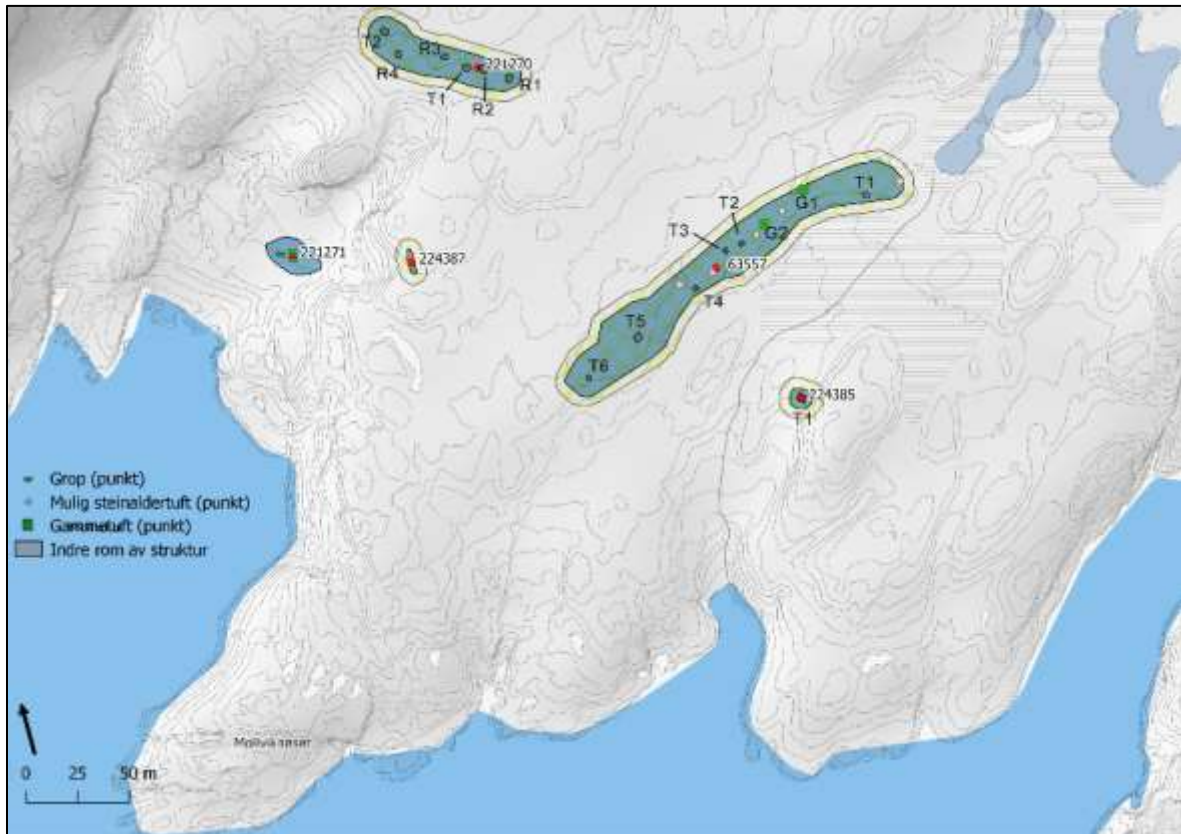 T2
R3
221270
R4
R1
T1
R2
T1
G1
T2
G2
T3
221271
224387
63557
T4
T5
T6
224385
T1
Grop (punkt)
Mulig steinaldertuft (punkt)
(punkt)
Indre rom av struktur
0 25 50 m